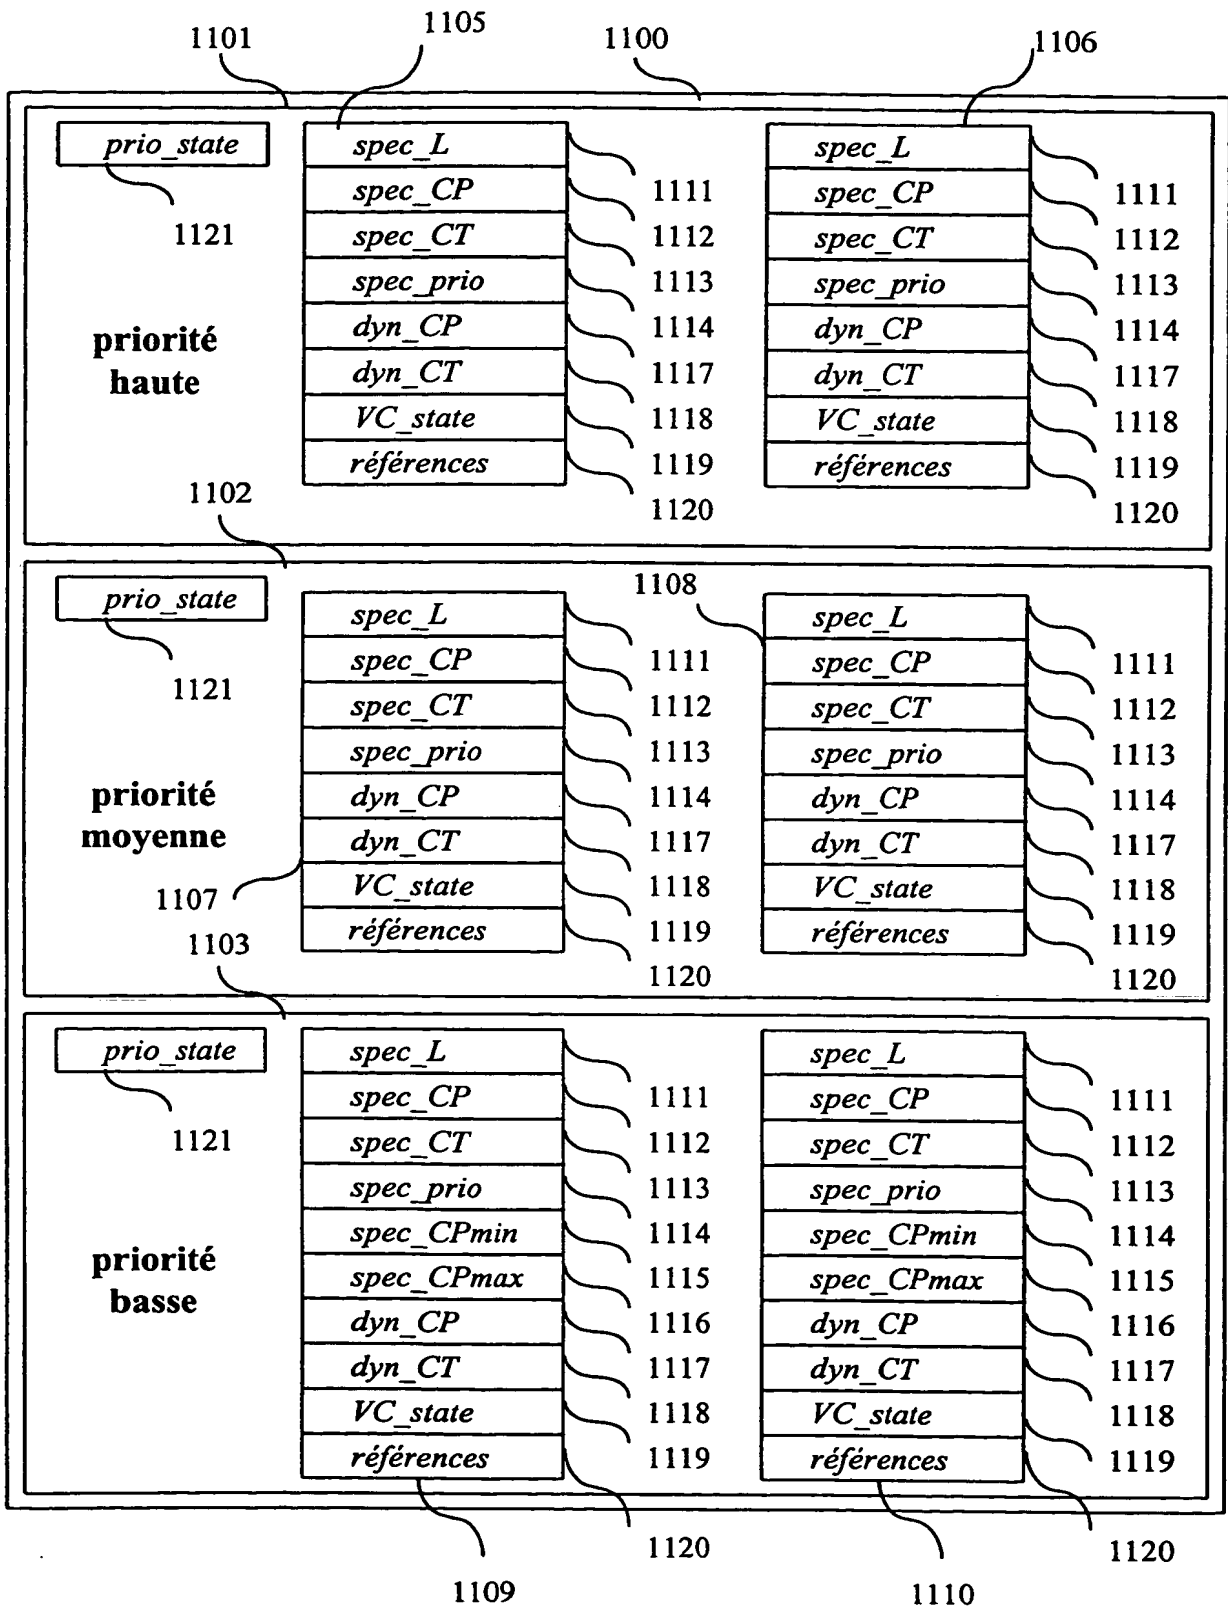 1101 1105 1100 1106
prio_state spec_L spec_L
spec_CP 1111 spec_CP 1111
1121 spec_CT 1112 spec_CT 1112
spec_prio 1113 spec_prio 1113
priorité dyn_CP 1114 dyn_CP 1114
haute dyn_CT 1117 dyn_CT 1117
VC_state 1118 VC_state 1118
références 1119 références 1119
1102 1120 1120
prio_state 1108
spec_L spec_L
1121 spec_CP 1111 spec_CP 1111
spec_CT 1112 spec_CT 1112
spec_prio 1113 spec_prio 1113
priorité dyn_CP 1114 dyn_CP 1114
moyenne dyn_CT 1117 dyn_CT 1117
1107 VC_state 1118 VC_state 1118
1103 références 1119 références 1119
1120 1120
prio_state spec_L spec_L
spec_CP 1111 spec_CP 1111
1121 spec_CT 1112 spec_CT 1112
spec_prio 1113 spec_prio 1113
priorité spec_CPmin 1114 spec_CPmin 1114
basse spec_CPmax 1115 spec_CPmax 1115
dyn_CP 1116 dyn_CP 1116
dyn_CT 1117 dyn_CT 1117
VC_state 1118 VC_state 1118
références 1119 références 1119
1120 1120
1109 1110